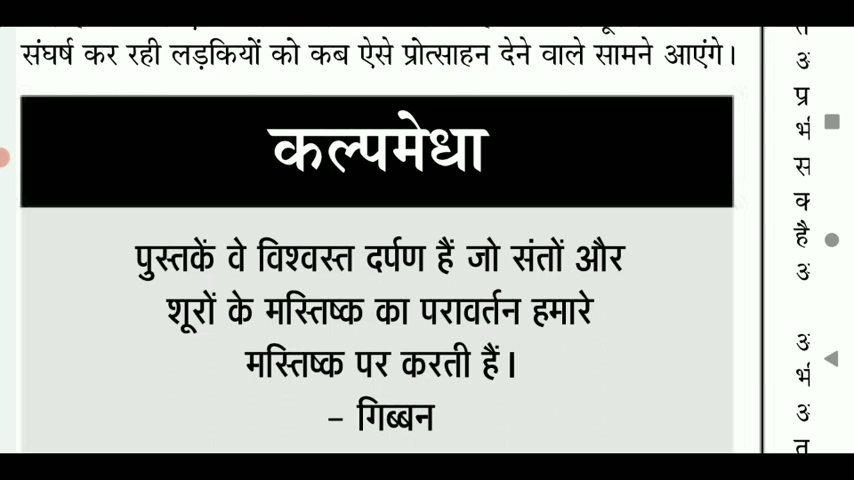 संघर्ष कर रही लड़कियों को कब ऐसे प्रोत्साहन देने वाले सामने आएंगे।
कल्पमेधा
पुस्तकें वे विश्वस्त दर्पण हैं जो संतों और
शूरों के मस्तिष्क का परावर्तन हमारे
मस्तिष्क पर करती हैं।
– गिब्बन